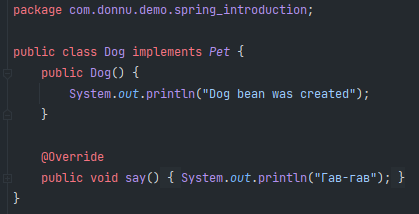 package com.donnu.demo.spring_introduction;
public class Dog implements Pet {
public Dog() {
System.out.println("Dog bean was created");
}
@Override
public void say() { System.out.println("Гав-гав"); }
}